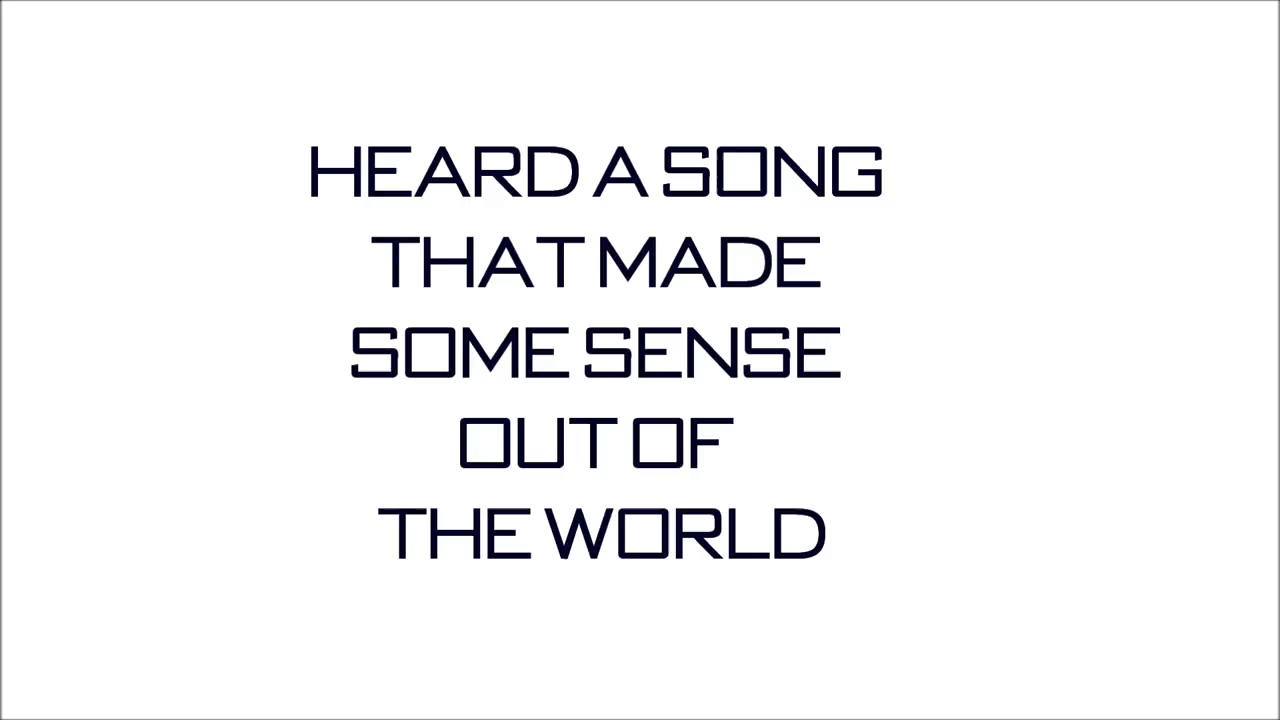 HEARD A SONG
THAT MADE
SOME SENSE
OUT OF
THE WORLD